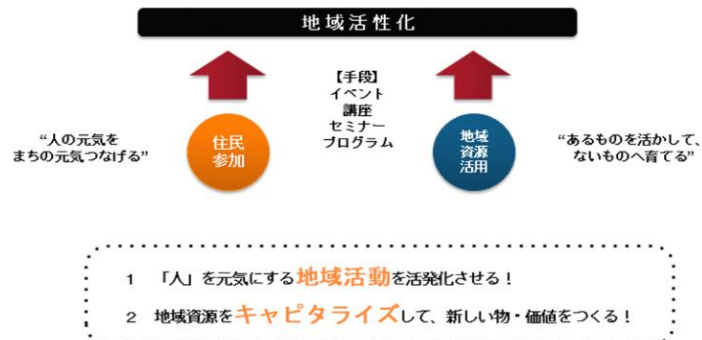 地域活性化
【手段】
イベント
講座
セミナー
プログラム
“人の元気を
まちの元気つなげる”
住民
参加
地域
資源
活用
“あるものを活かして、
ないものへ育てる”
1 「人」を元気にする地域活動を活発化させる！
2 地域資源をキャピタライズして、新しい物・価値をつくる！